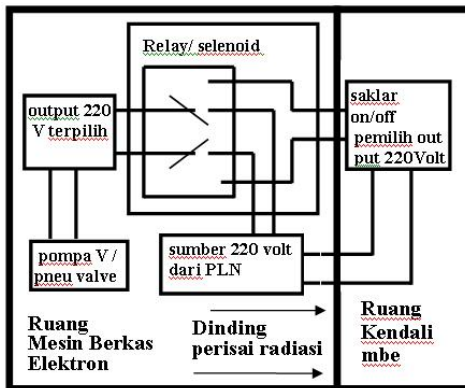 Relay/ selenoid
output 220
V terpilih
saklar
on/off
pemilih out
put 220Volt
pompa V /
pneu valve
sumber 220 volt
dari PLN
Ruang
Mesin Berkas
Elektron
Dinding
perisai radiasi
Ruang
Kendali
mbe